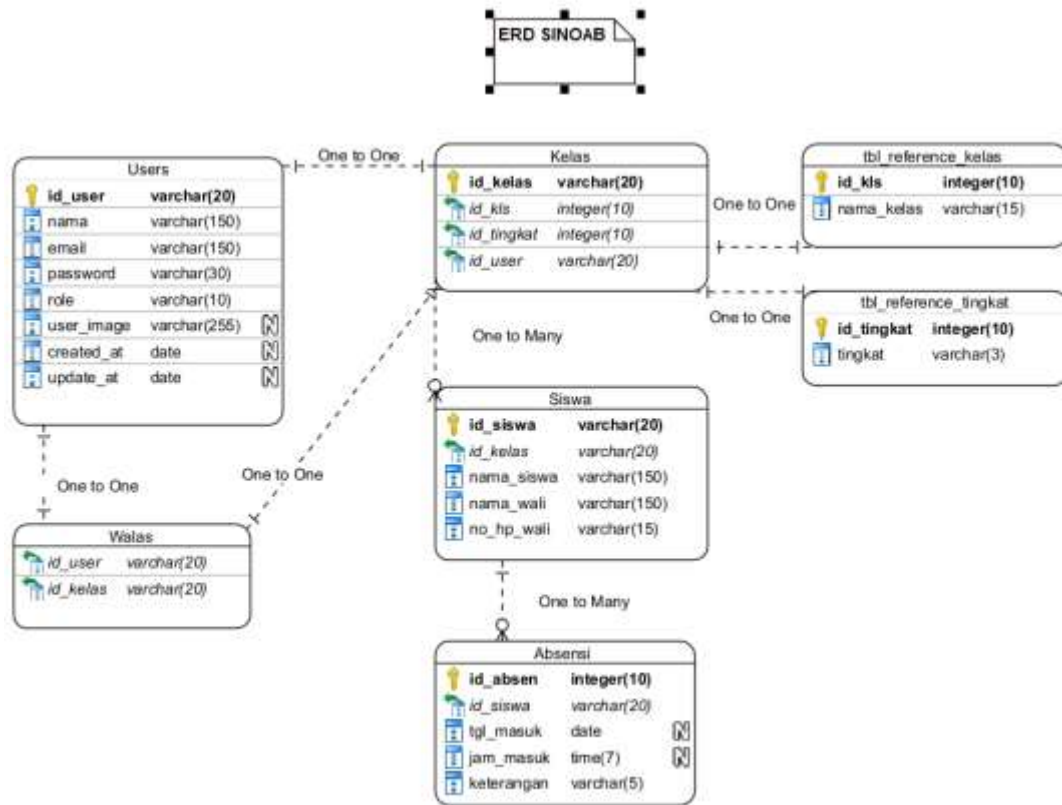 ERD SINOAB
Users
id_user varchar(20)
nama varchar(150)
email varchar(150)
password varchar(30)
role varchar(10)
user_image varchar(255) N
created_at date N
update_at date N
One to One
Kelas
id_kelas varchar(20)
id_kls integer(10)
id_tingkat integer(10)
id_user varchar(20)
One to One
tbl_reference_kelas
id_kls integer(10)
nama_kelas varchar(15)
One to One
tbl_reference_tingkat
id_tingkat integer(10)
tingkat varchar(3)
One to Many
One to One
One to One
Walas
id_user varchar(20)
id_kelas varchar(20)
Siswa
id_siswa varchar(20)
id_kelas varchar(20)
nama_siswa varchar(150)
nama_wali varchar(150)
no_hp_wali varchar(15)
One to Many
Absensi
id_absen integer(10)
id_siswa varchar(20)
tgl_masuk date N
jam_masuk time(7) N
keterangan varchar(5)